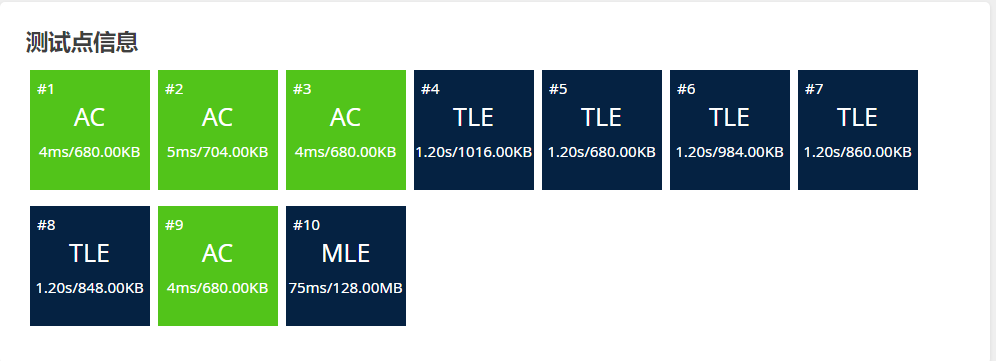 测试点信息
#1
AC
4ms/680.00KB
#2
AC
5ms/704.00KB
#3
AC
4ms/680.00KB
#4
TLE
1.20s/1016.00KB
#5
TLE
1.20s/680.00KB
#6
TLE
1.20s/984.00KB
#7
TLE
1.20s/860.00KB
#8
TLE
1.20s/848.00KB
#9
AC
4ms/680.00KB
#10
MLE
75ms/128.00MB